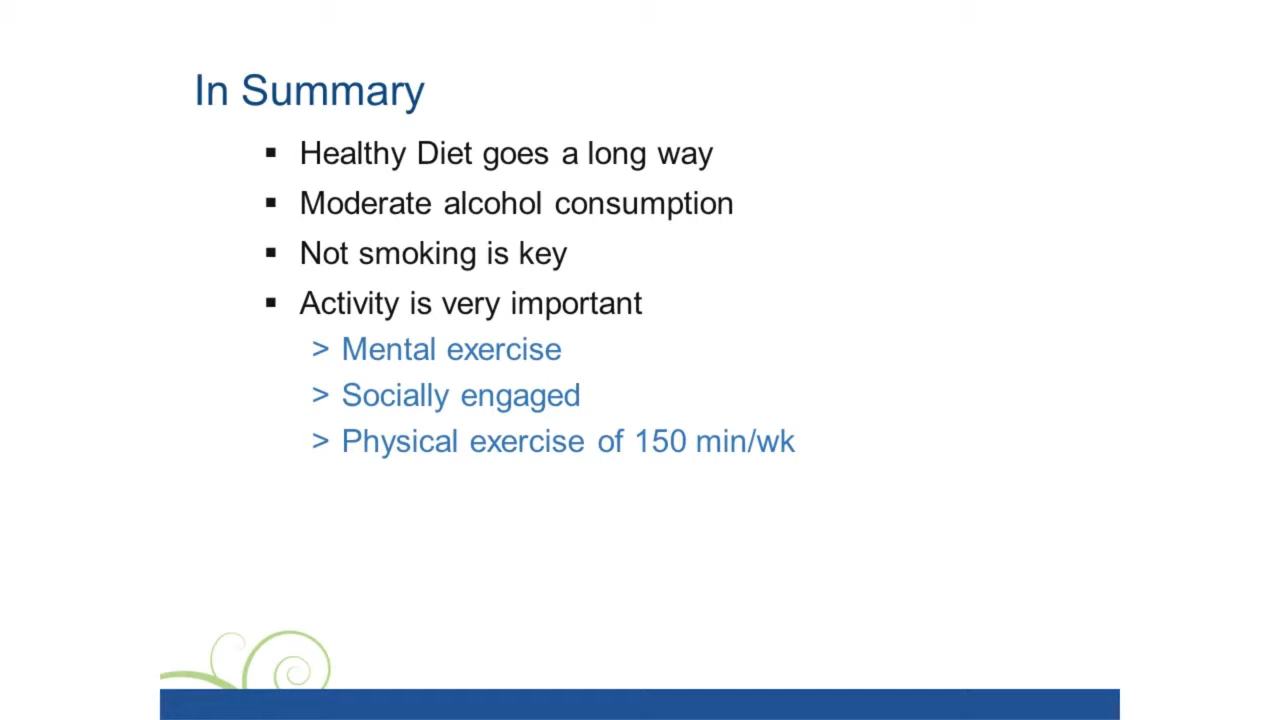 In Summary
▪ Healthy Diet goes a long way
▪ Moderate alcohol consumption
▪ Not smoking is key
▪ Activity is very important
> Mental exercise
> Socially engaged
> Physical exercise of 150 min/wk